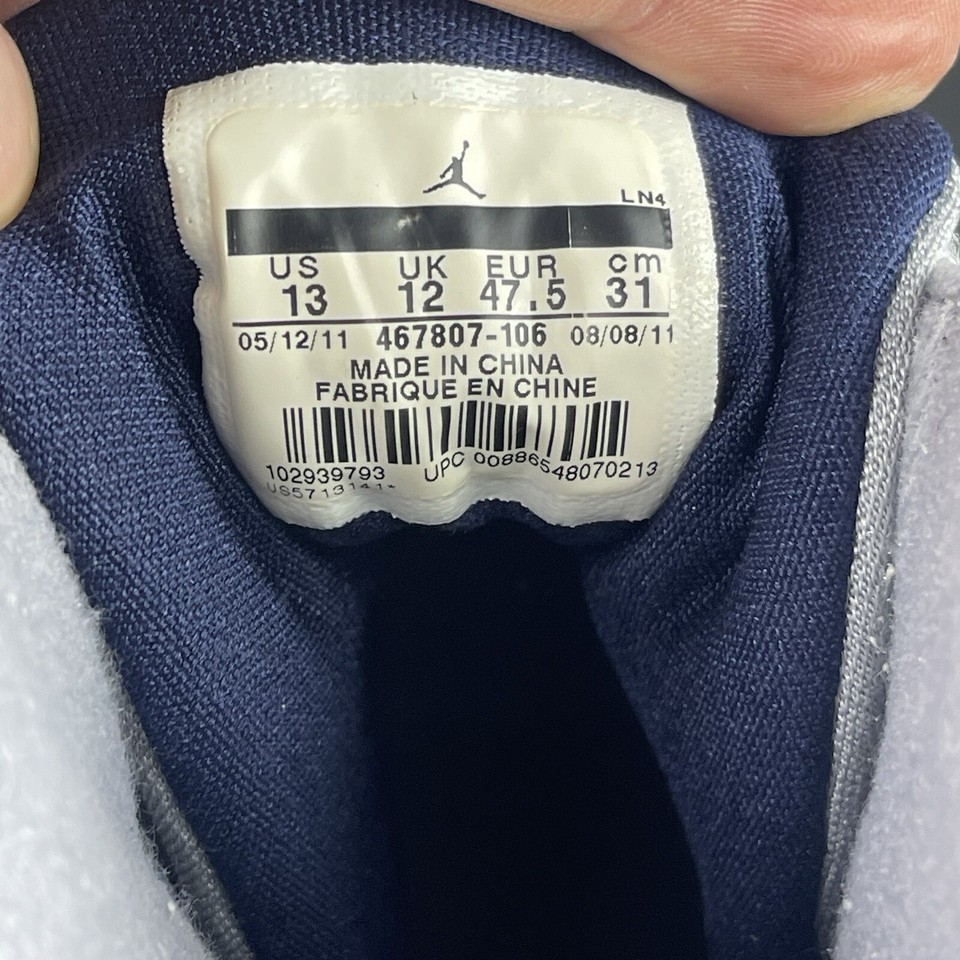 LN4
US UK EUR cm
13 12 47.5 31
05/12/11 467807-106 08/08/11
MADE IN CHINA
FABRIQUE EN CHINE
102939793 UPC 00886548070213